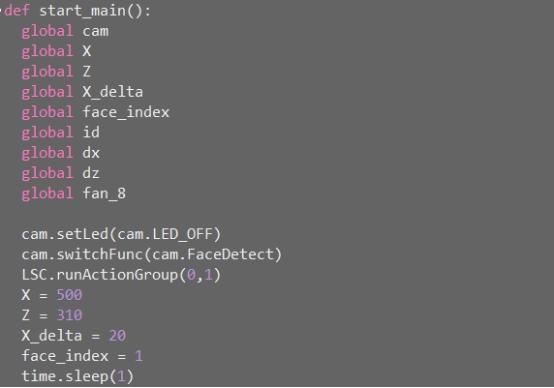 def start_main():
  global cam
  global X
  global Z
  global X_delta
  global face_index
  global id
  global dx
  global dz
  global fan_8

  cam.setLed(cam.LED_OFF)
  cam.switchFunc(cam.FaceDetect)
  LSC.runActionGroup(0,1)
  X = 500
  Z = 310
  X_delta = 20
  face_index = 1
  time.sleep(1)